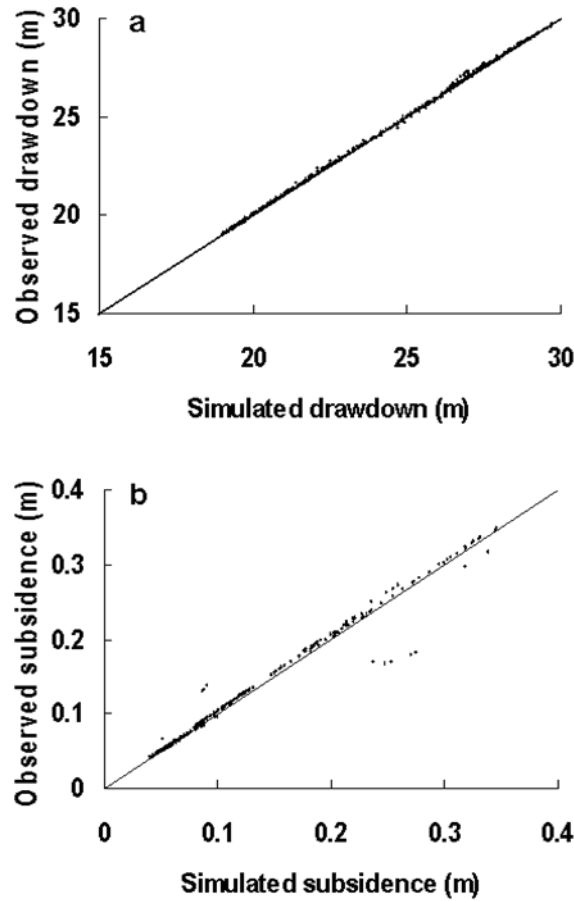 a
Observed drawdown (m)
30
25
20
15
15 20 25 30
Simulated drawdown (m)
b
Observed subsidence (m)
0.4
0.3
0.2
0.1
0
0 0.1 0.2 0.3 0.4
Simulated subsidence (m)